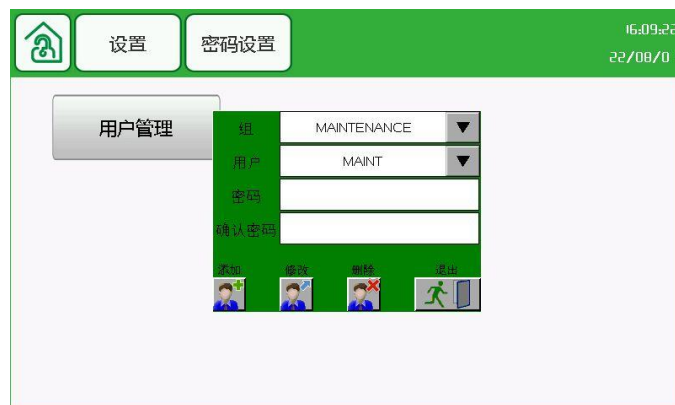 设置
密码设置
16:09:22
22/08/0
用户管理
组
MAINTENANCE
用户
MAINT
密码
确认密码
添加
修改
删除
退出